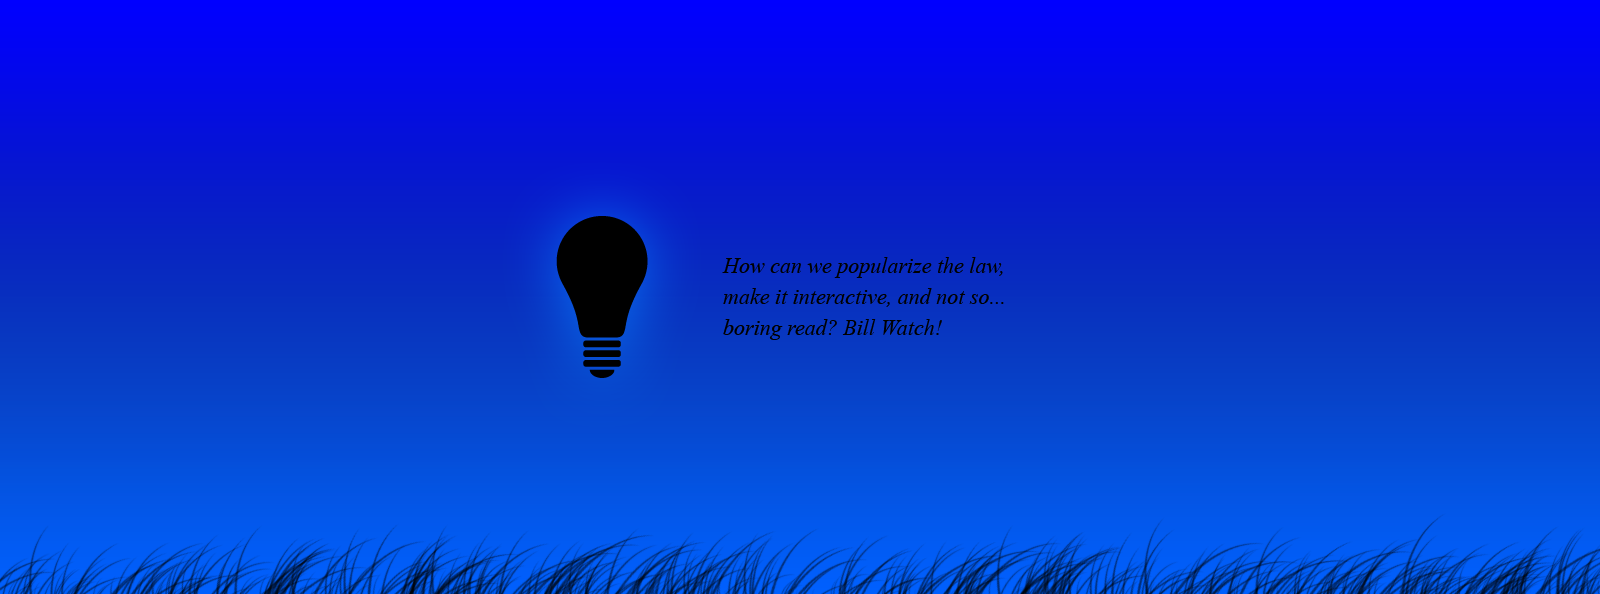 How can we popularize the law,
make it interactive, and not so...
boring read? Bill Watch!